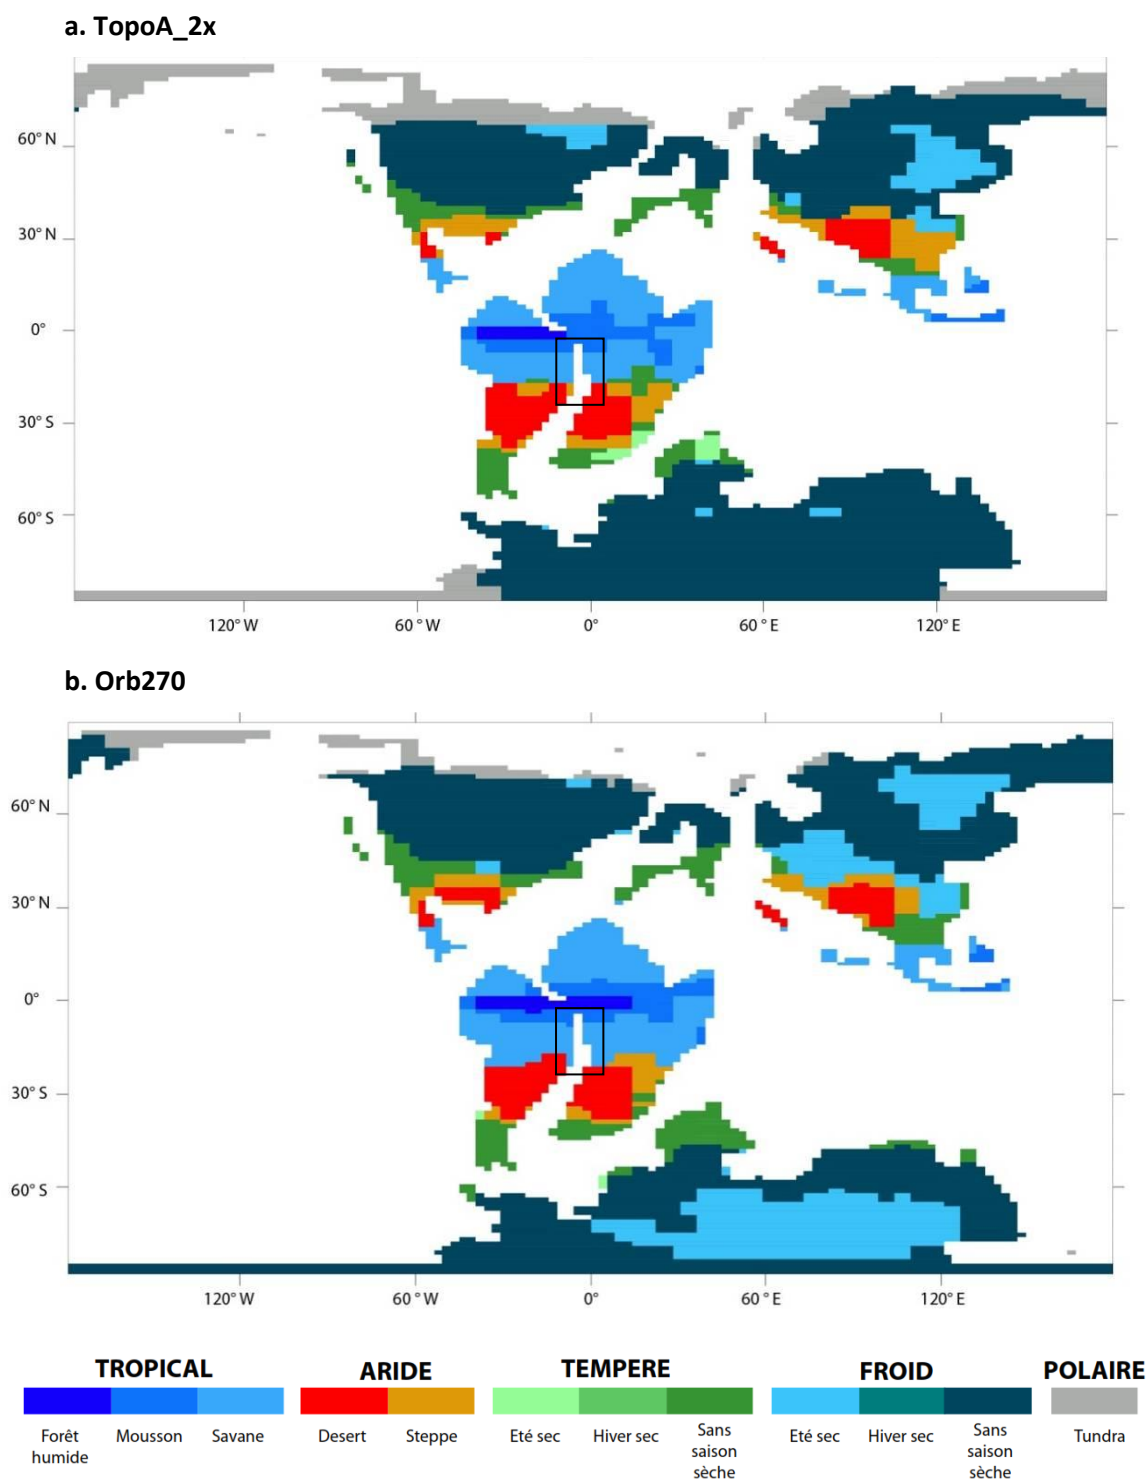 a. TopoA_2x
60° N
30° N
0°
30° S
60° S
120° W
60° W
0°
60° E
120° E
b. Orb270
60° N
30° N
0°
30° S
60° S
120° W
60° W
0°
60° E
120° E
TROPICAL
ARIDE
TEMPERE
FROID
POLAIRE
Forêt
humide
Mousson
Savane
Desert
Steppe
Eté sec
Hiver sec
Sans
saison
sèche
Eté sec
Hiver sec
Sans
saison
sèche
Tundra